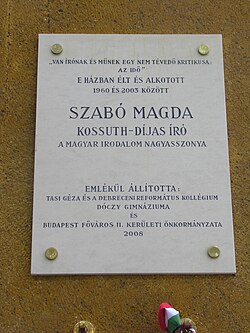 „VAN ÍRÓNAK ÉS MŰNEK EGY NEM TÉVEDŐ KRITIKUSA:
AZ IDŐ”
E HÁZBAN ÉLT ÉS ALKOTOTT
1960 ÉS 2003 KÖZÖTT
SZABÓ MAGDA
KOSSUTH-DÍJAS ÍRÓ
A MAGYAR IRODALOM NAGYASSZONYA
EMLÉKÜL ÁLLÍTOTTA:
TASI GÉZA ÉS A DEBRECENI REFORMÁTUS KOLLÉGIUM
DÓCZY GIMNÁZIUMA
ÉS
BUDAPEST FŐVÁROS II. KERÜLETI ÖNKORMÁNYZATA
2008